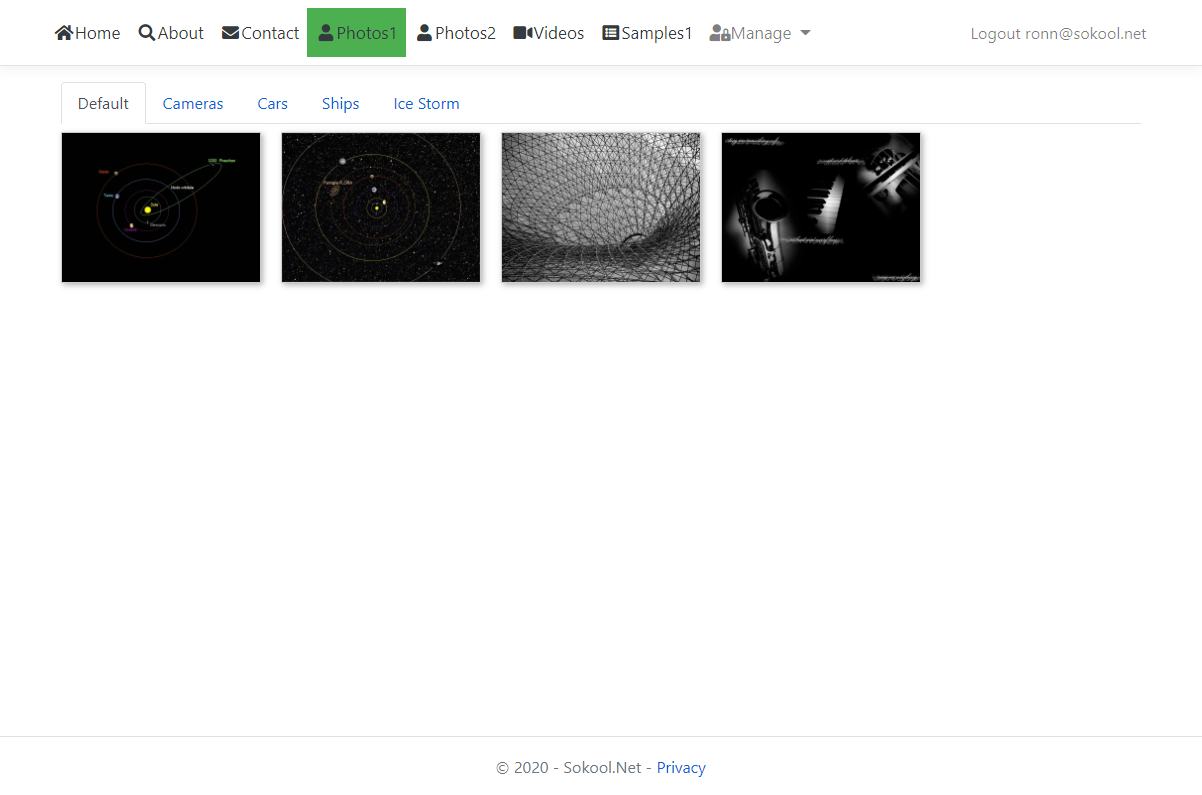 Home About Contact Photos1 Photos2 Videos Samples1 Manage Logout ronn@sokool.net
Default Cameras Cars Ships Ice Storm
© 2020 - Sokool.Net - Privacy